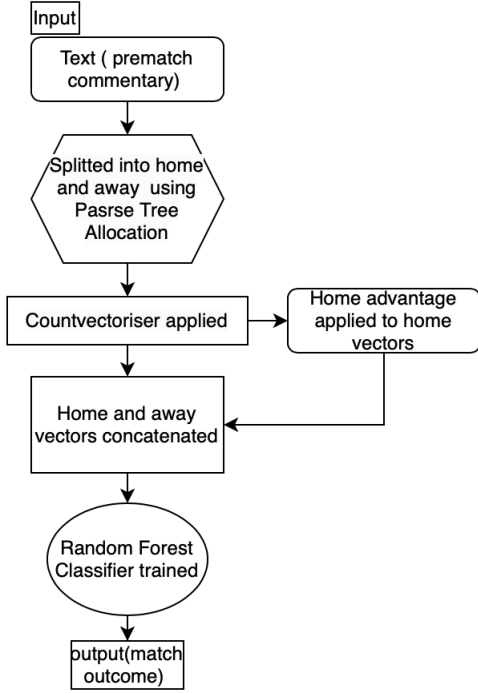 Input
Text ( prematch
commentary)
Splitted into home
and away using
Pasrse Tree
Allocation
Countvectoriser applied
Home advantage
applied to home
vectors
Home and away
vectors concatenated
Random Forest
Classifier trained
output(match
outcome)